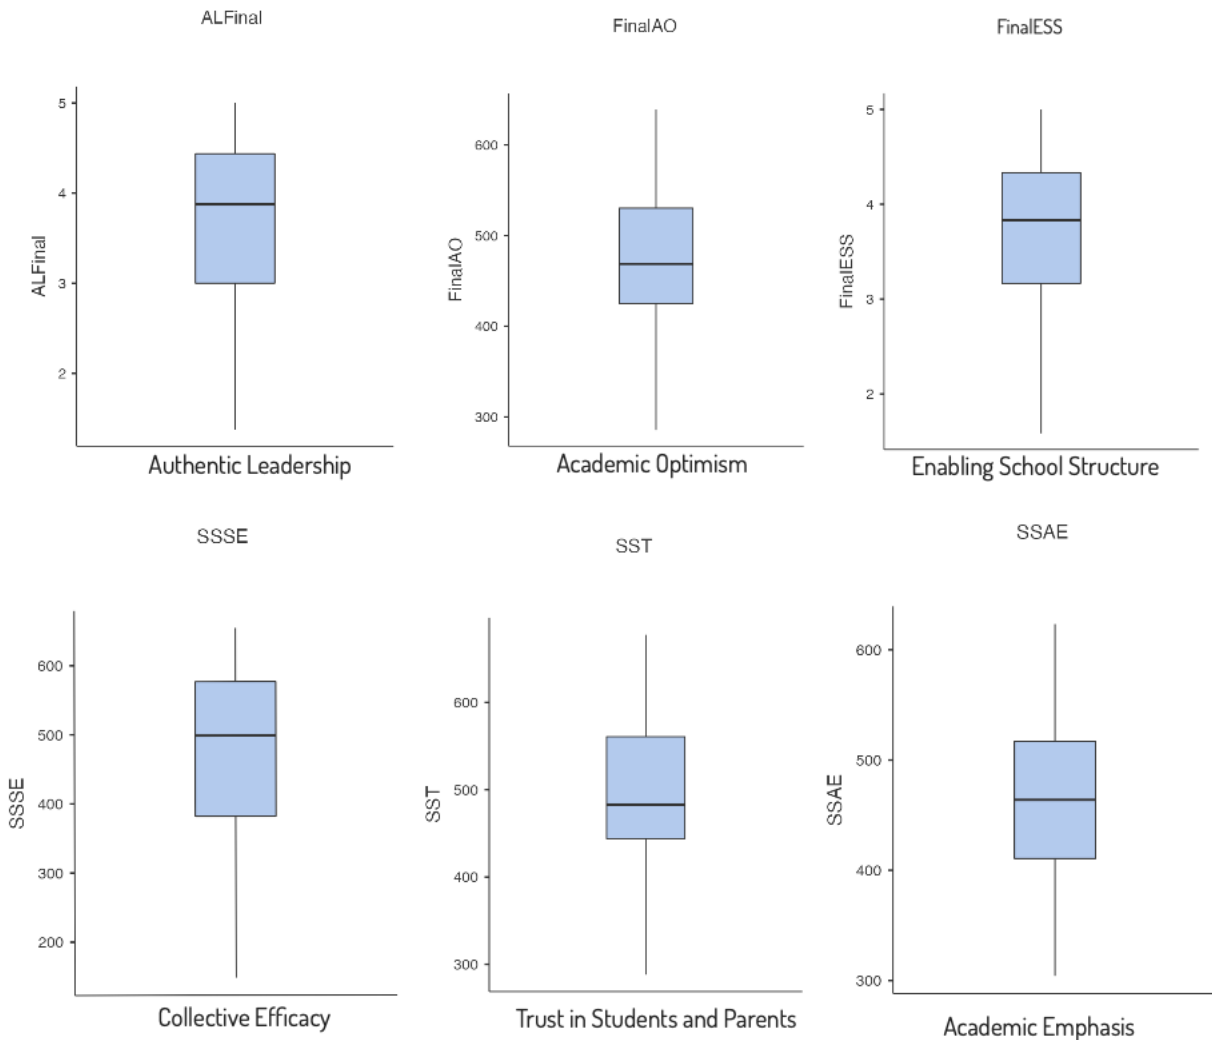 ALFinal
FinalAO
FinalESS
5
4
3
2
ALFinal
Authentic Leadership
600
500
400
300
FinalAO
Academic Optimism
5
4
3
2
FinalESS
Enabling School Structure
SSSE
SST
SSAE
600
500
400
300
200
SSSE
Collective Efficacy
600
500
400
300
SST
Trust in Students and Parents
600
500
400
300
SSAE
Academic Emphasis